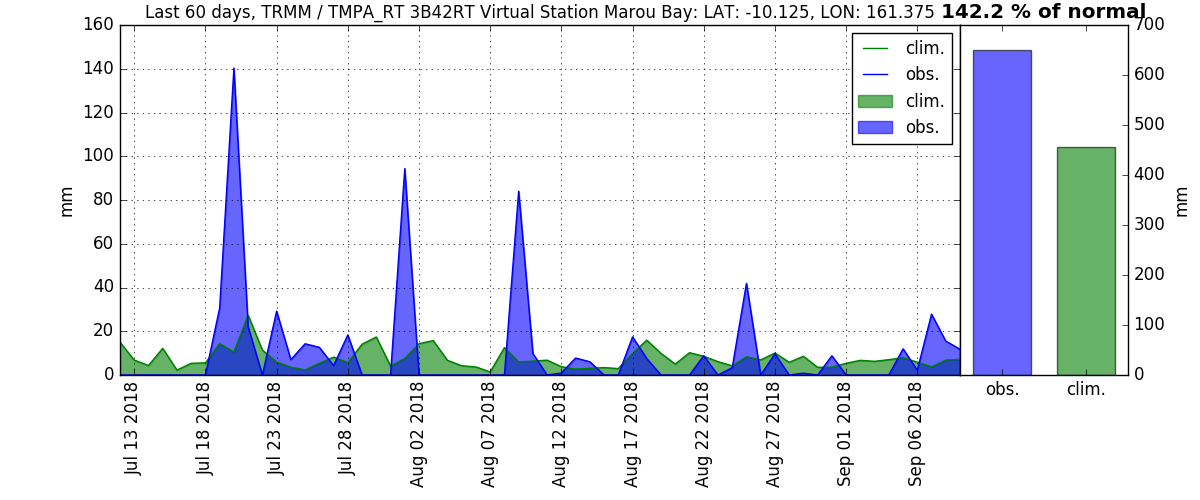 Last 60 days, TRMM / TMPA_RT 3B42RT Virtual Station Marou Bay: LAT: -10.125, LON: 161.375 142.2 % of normal
160
140
120
100
80
60
40
20
0
mm
clim.
obs.
clim.
obs.
700
600
500
400
300
200
100
0
mm
Jul 13 2018
Jul 18 2018
Jul 23 2018
Jul 28 2018
Aug 02 2018
Aug 07 2018
Aug 12 2018
Aug 17 2018
Aug 22 2018
Aug 27 2018
Sep 01 2018
Sep 06 2018
obs.
clim.